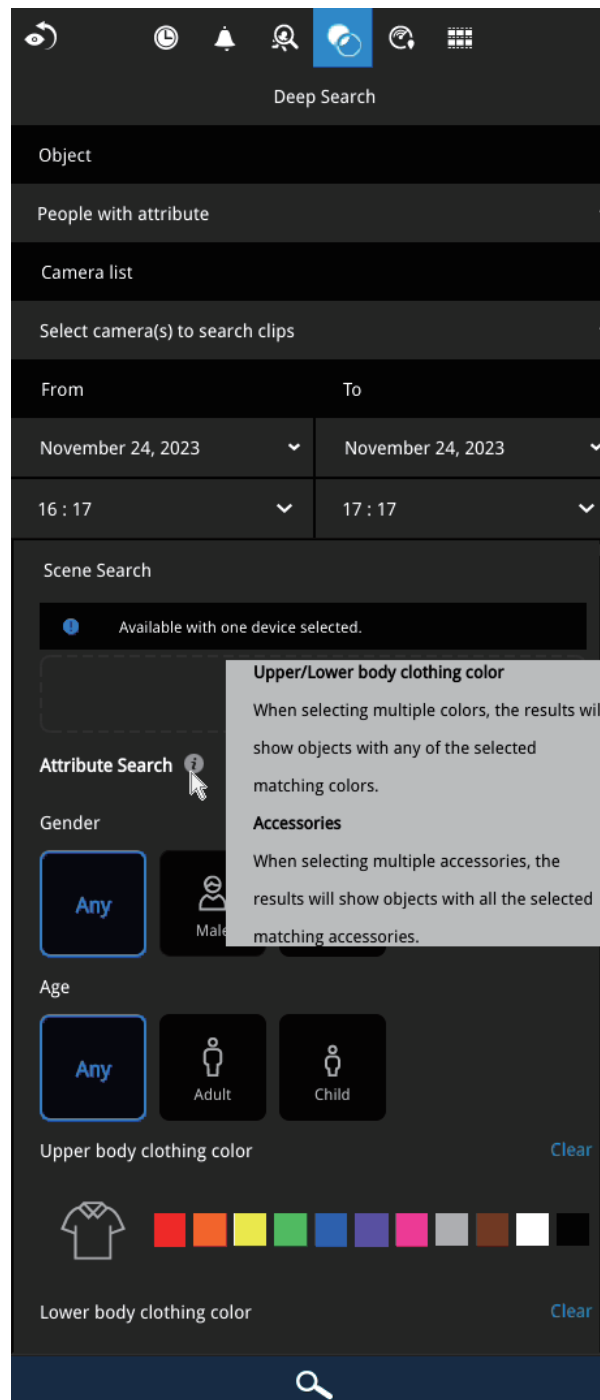 Deep Search
Object
People with attribute
Camera list
Select camera(s) to search clips
From To
November 24, 2023 November 24, 2023
16 : 17 17 : 17
Scene Search
Available with one device selected.
Upper/Lower body clothing color
When selecting multiple colors, the results will
show objects with any of the selected
matching colors.
Accessories
When selecting multiple accessories, the
results will show objects with all the selected
matching accessories.
Attribute Search
Gender
Any Male
Age
Any Adult Child
Upper body clothing color Clear
Lower body clothing color Clear